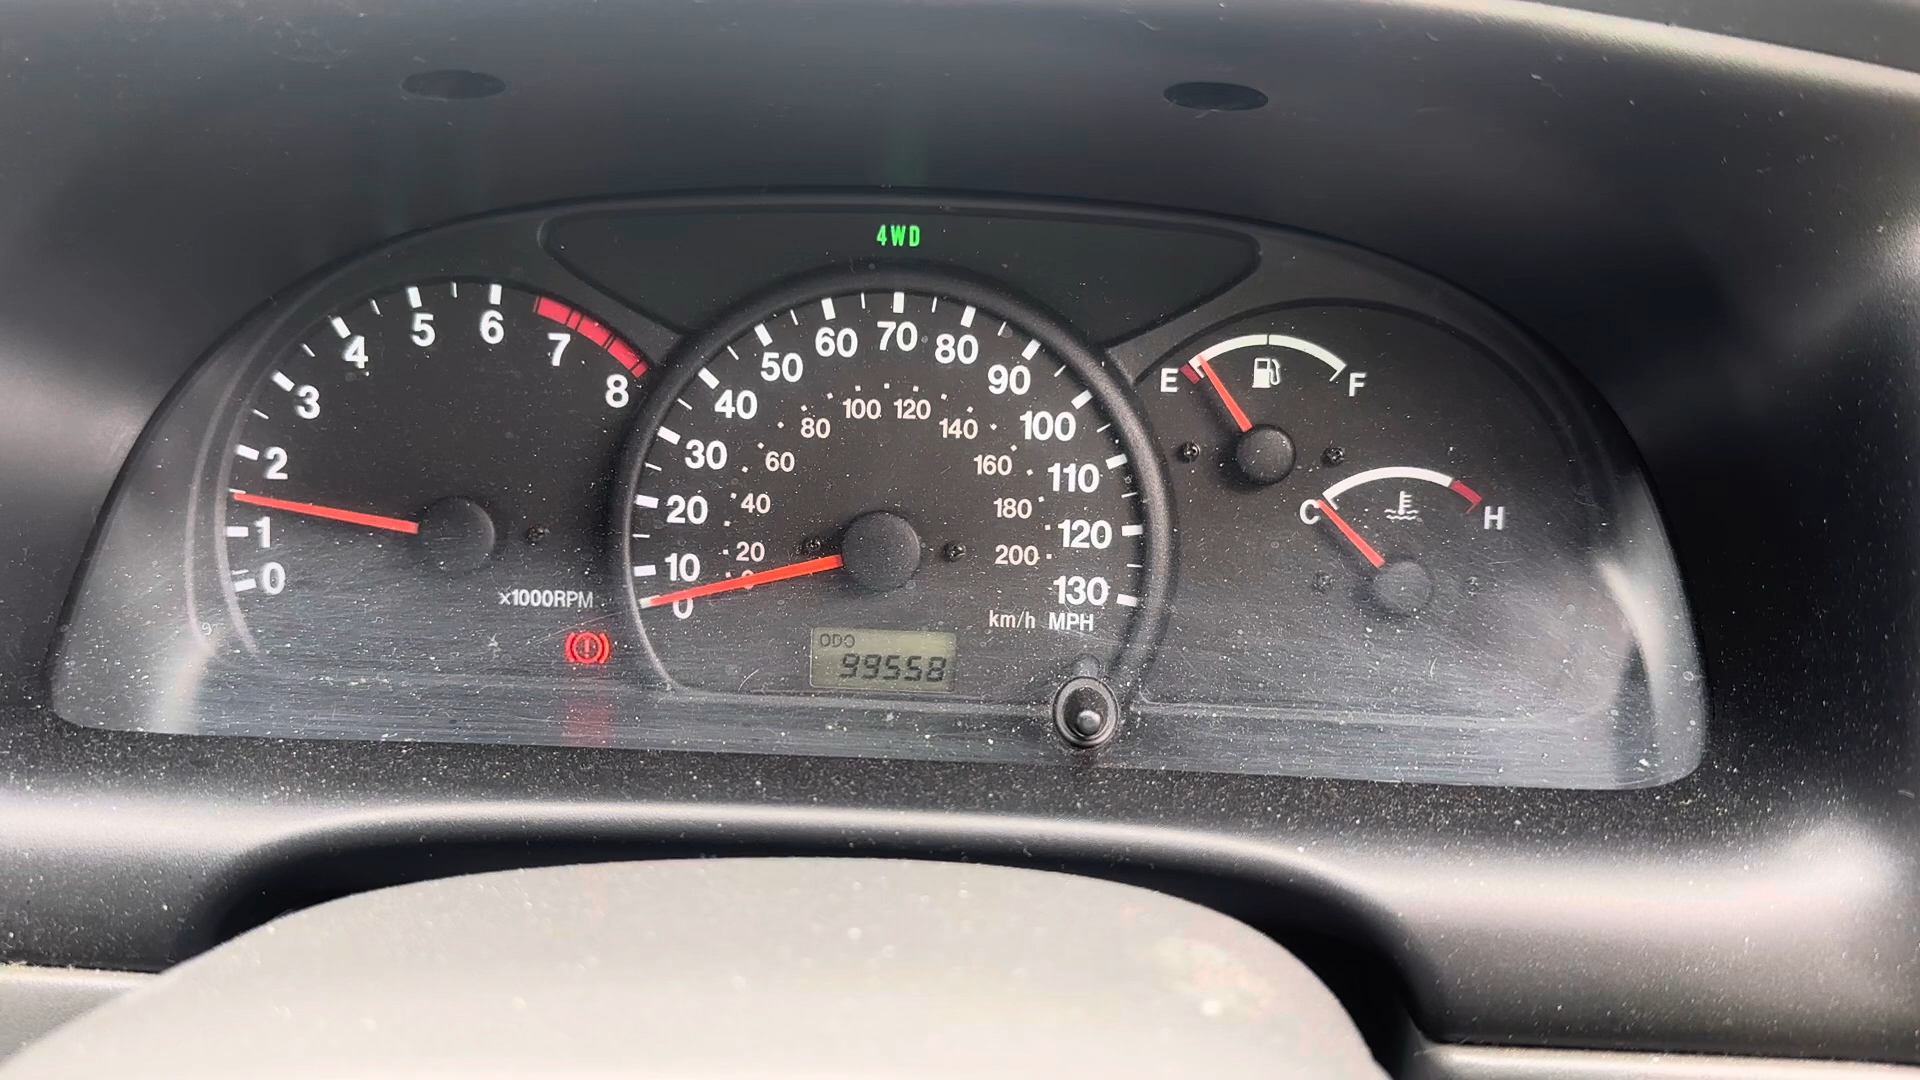 4WD
0 1 2 3 4 5 6 7 8
x1000RPM
0 10 20 30 40 50 60 70 80 90 100 110 120 130
0 20 40 60 80 100 120 140 160 180 200
km/h MPH
ODO
99558
E F
C H